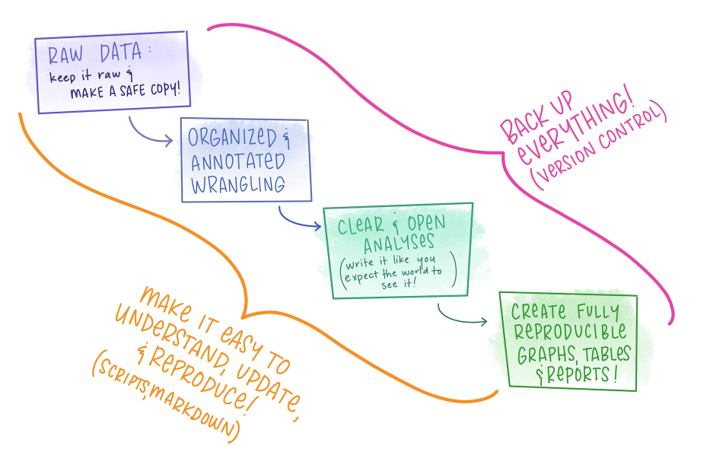 RAW DATA:
keep it raw &
MAKE A SAFE COPY!
ORGANIZED &
ANNOTATED
WRANGLING
CLEAR & OPEN
ANALYSES
(write it like you
expect the world to
see it!)
CREATE FULLY
REPRODUCIBLE
GRAPHS, TABLES
& REPORTS!
BACK UP
EVERYTHING!
(VERSION CONTROL)
MAKE IT EASY TO
UNDERSTAND, UPDATE,
& REPRODUCE!
(SCRIPTS, MARKDOWN)